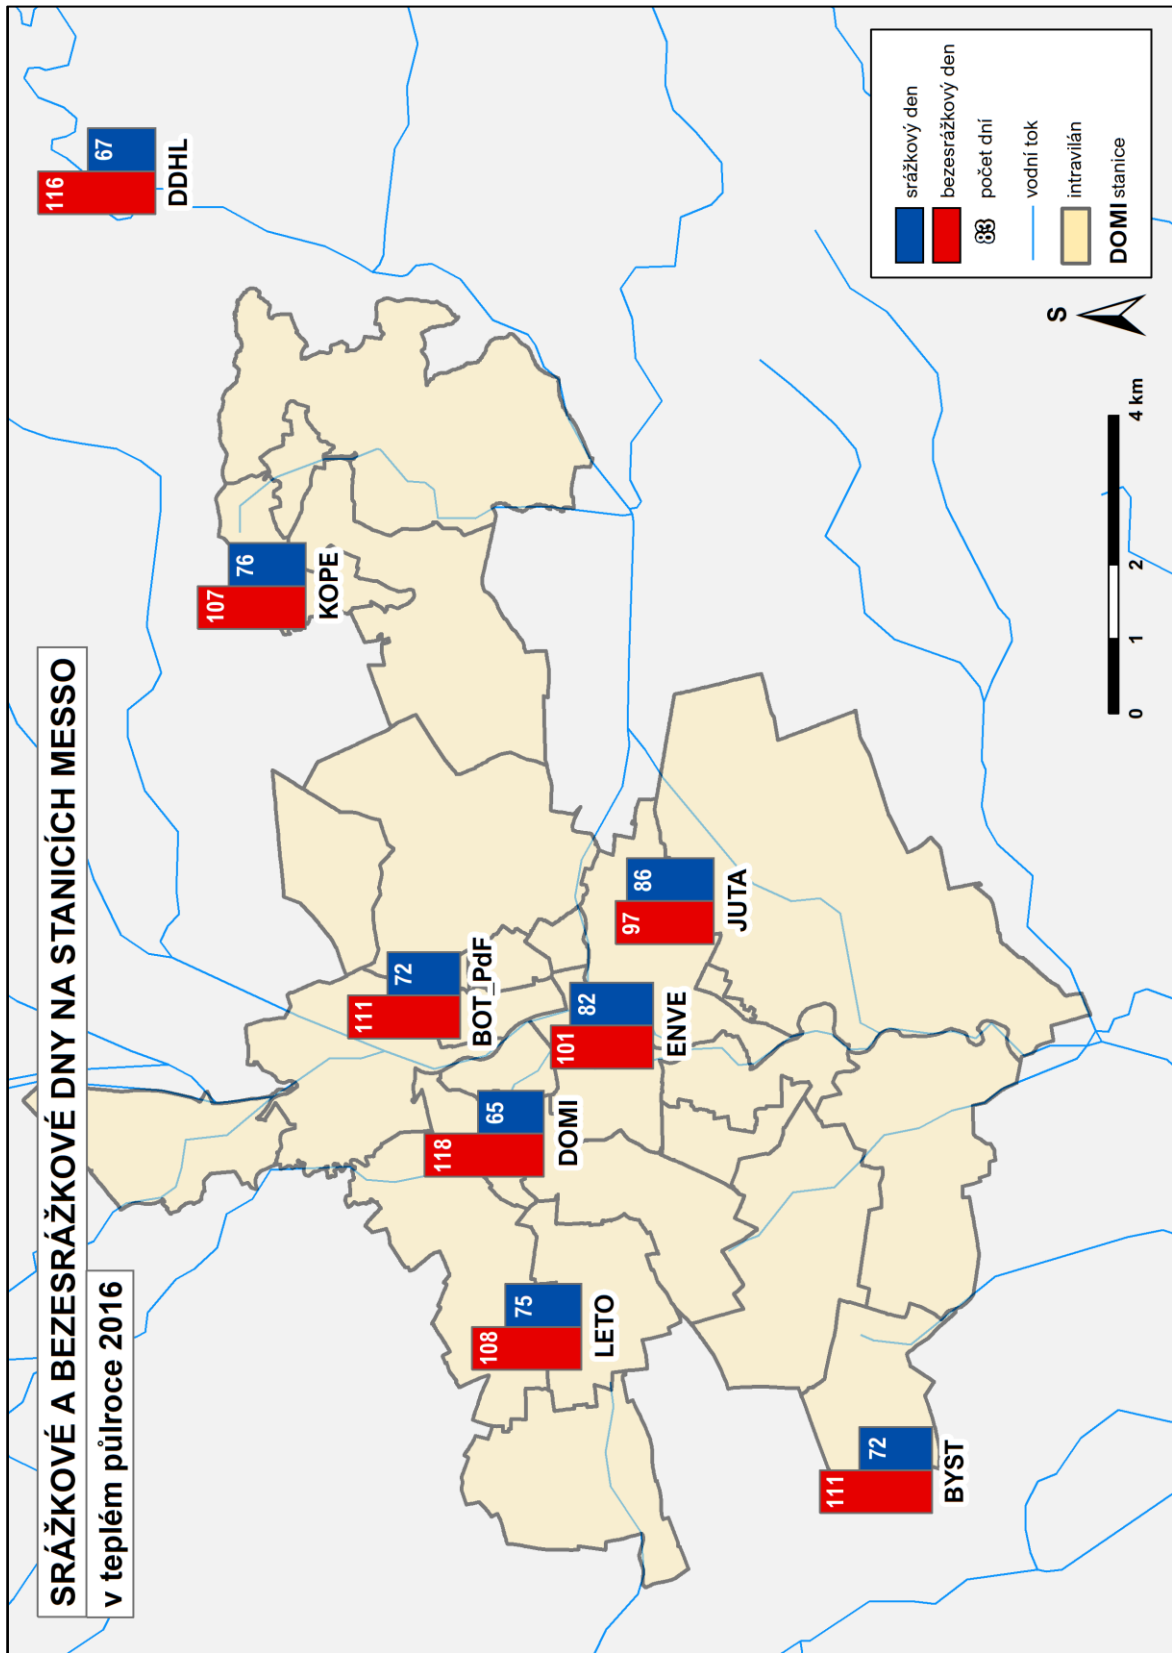 SRÁŽKOVÉ A BEZESRÁŽKOVÉ DNY NA STANICÍCH MESSO
v teplém půlroce 2016
116
67
DDHL
107
76
KOPE
111
72
BOT_PdF
118
65
DOMI
108
75
LETO
101
82
ENVE
97
86
JUTA
111
72
BYST
srážkový den
bezesrážkový den
83 počet dní
vodní tok
intravilán
DOMI stanice
S
0 1 2 4 km